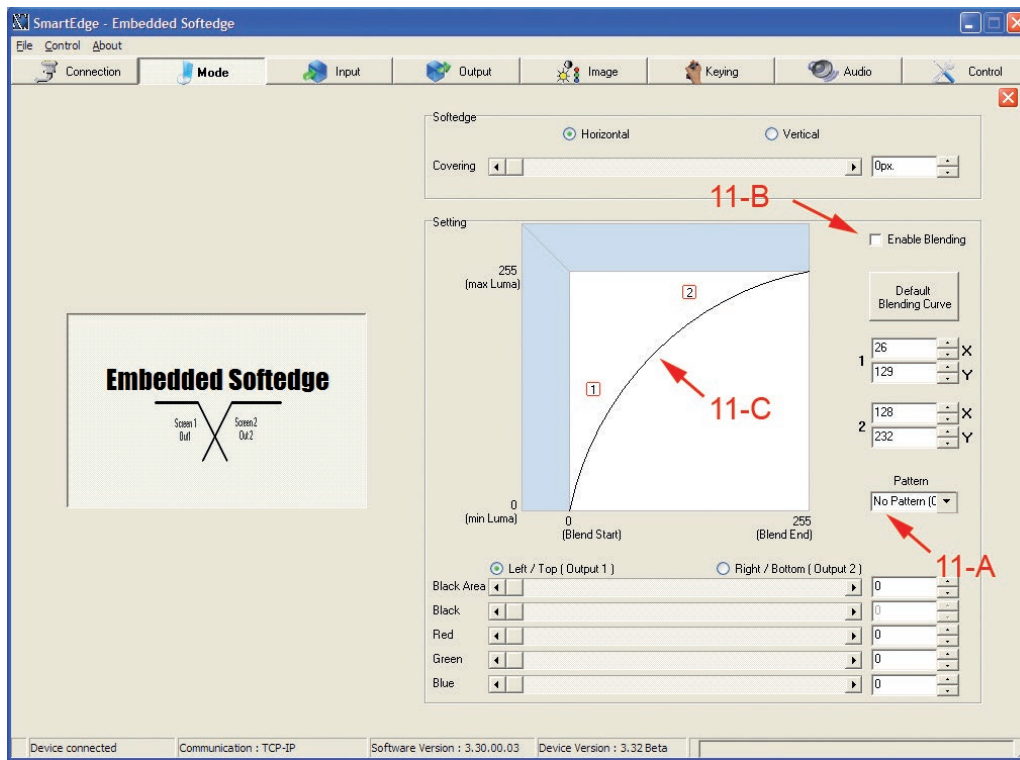 SmartEdge - Embedded Softedge
File Control About
Connection Mode Input Output Image Keying Audio Control
Softedge
Horizontal Vertical
Covering 0px.
11-B
Setting
Enable Blending
255
(max Luma)
2
Default
Blending Curve
1 26 X
129 Y
1
11-C
2 128 X
232 Y
Embedded Softedge
Screen 1
Out1
Screen 2
Out 2
Pattern
No Pattern (C
0
(min Luma)
0
(Blend Start)
255
(Blend End)
11-A
Left / Top ( Output 1 ) Right / Bottom ( Output 2 )
Black Area 0
Black 0
Red 0
Green 0
Blue 0
Device connected Communication : TCP-IP Software Version : 3.30.00.03 Device Version : 3.32 Beta